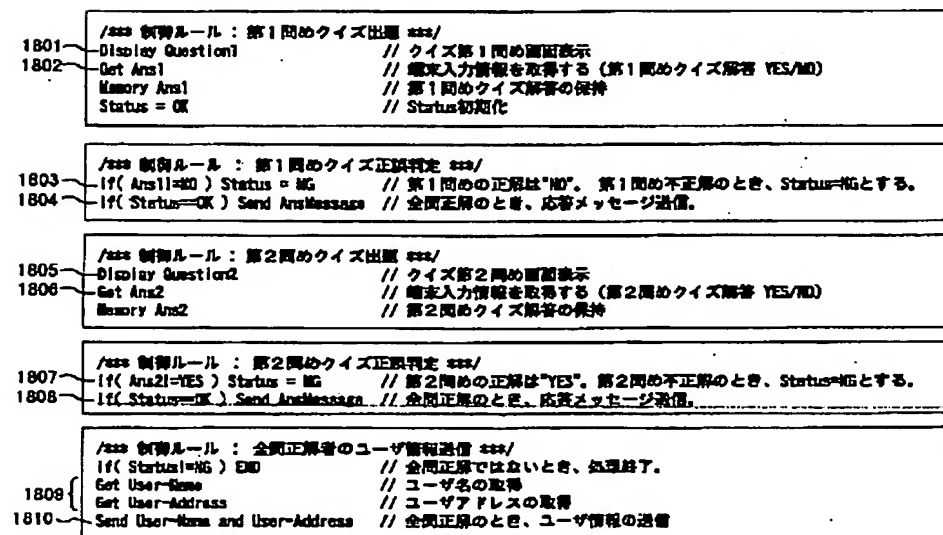 /*** 制御ルール : 第1問めクイズ出題 ***/
1801 Display Question1 // クイズ第1問め画面表示
1802 Get Ans1 // 端末入力情報を取得する (第1問めクイズ解答 YES/NO)
Memory Ans1 // 第1問めクイズ解答の保持
Status = OK // Status初期化
/*** 制御ルール : 第1問めクイズ正誤判定 ***/
1803 If( Ans1!=NO ) Status = NG // 第1問めの正解は"NO"。 第1問め不正解のとき、Status=NGとする。
1804 If( Status==OK ) Send AnsMessage // 全問正解のとき、応答メッセージ送信。
/*** 制御ルール : 第2問めクイズ出題 ***/
1805 Display Question2 // クイズ第2問め画面表示
1806 Get Ans2 // 端末入力情報を取得する (第2問めクイズ解答 YES/NO)
Memory Ans2 // 第2問めクイズ解答の保持
/*** 制御ルール : 第2問めクイズ正誤判定 ***/
1807 If( Ans2!=YES ) Status = NG // 第2問めの正解は"YES"。第2問め不正解のとき、Status=NGとする。
1808 If( Status==OK ) Send AnsMessage // 全問正解のとき、応答メッセージ送信。
/*** 制御ルール : 全問正解者のユーザ情報送信 ***/
If( Status!=NG ) END // 全問正解ではないとき、処理終了。
1809 Get User-Name // ユーザ名の取得
Get User-Address // ユーザアドレスの取得
1810 Send User-Name and User-Address // 全問正解のとき、ユーザ情報の送信